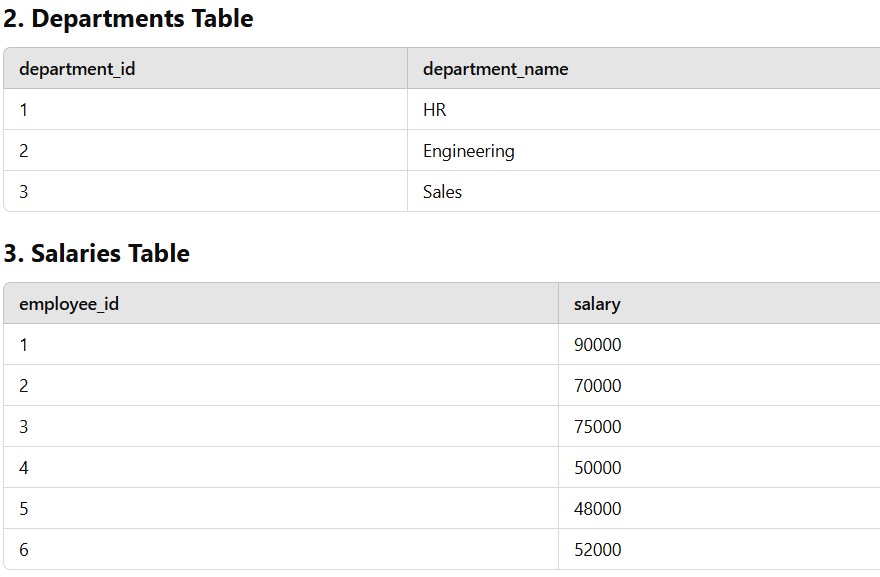 2. Departments Table
department_id department_name
1 HR
2 Engineering
3 Sales
3. Salaries Table
employee_id salary
1 90000
2 70000
3 75000
4 50000
5 48000
6 52000